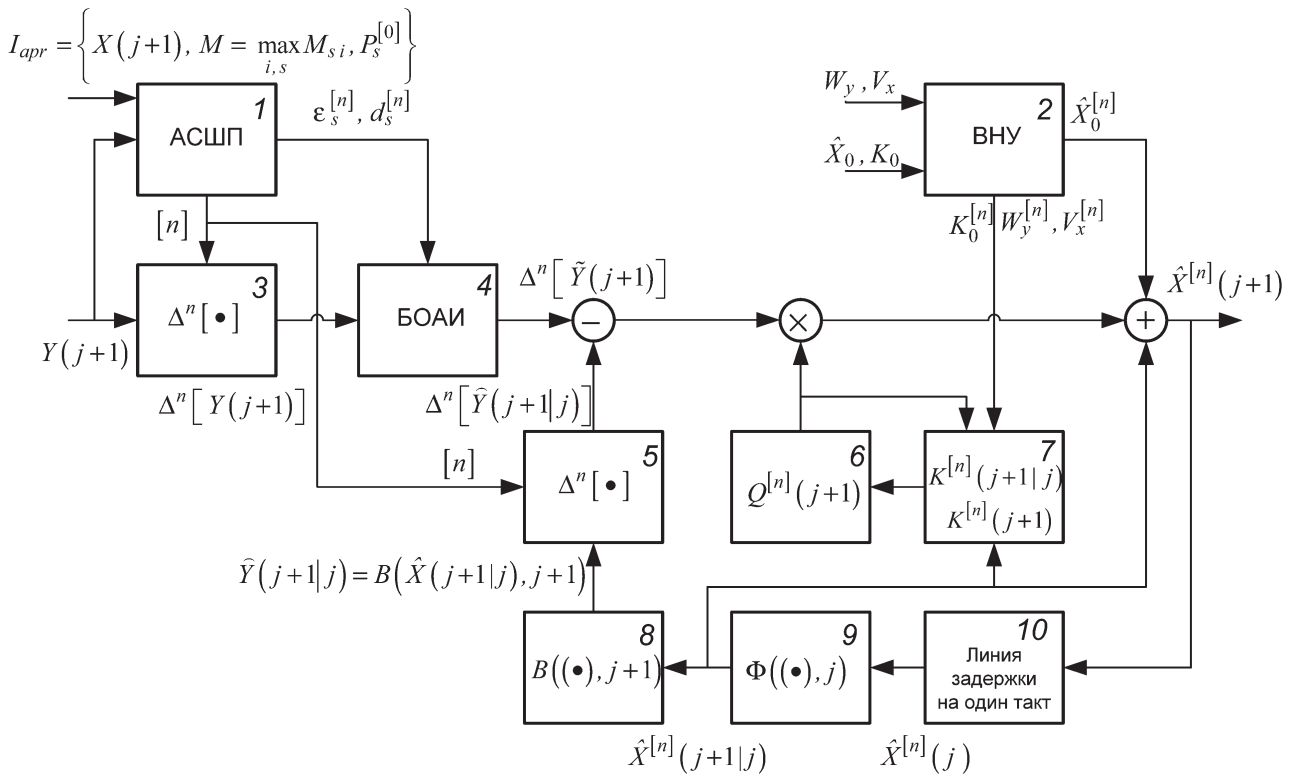 I_apr = { X(j+1), M = max_{i,s} M_{s i}, P_s^{[0]} }
1
АСШП
ε_s^{[n]}, d_s^{[n]}
W_y, V_x
X̂_0, K_0
2
ВНУ
X̂_0^{[n]}
[n]
K_0^{[n]} W_y^{[n]}, V_x^{[n]}
3
Δ^n[•]
4
БОАИ
Δ^n[Ỹ(j+1)]
−
×
+
X̂^{[n]}(j+1)
Y(j+1)
Δ^n[Y(j+1)]
Δ^n[Ŷ(j+1|j)]
[n]
5
Δ^n[•]
6
Q^{[n]}(j+1)
7
K^{[n]}(j+1|j)
K^{[n]}(j+1)
Ŷ(j+1|j) = B(X̂(j+1|j), j+1)
8
B((•), j+1)
9
Φ((•), j)
10
Линия
задержки
на один такт
X̂^{[n]}(j+1|j)
X̂^{[n]}(j)